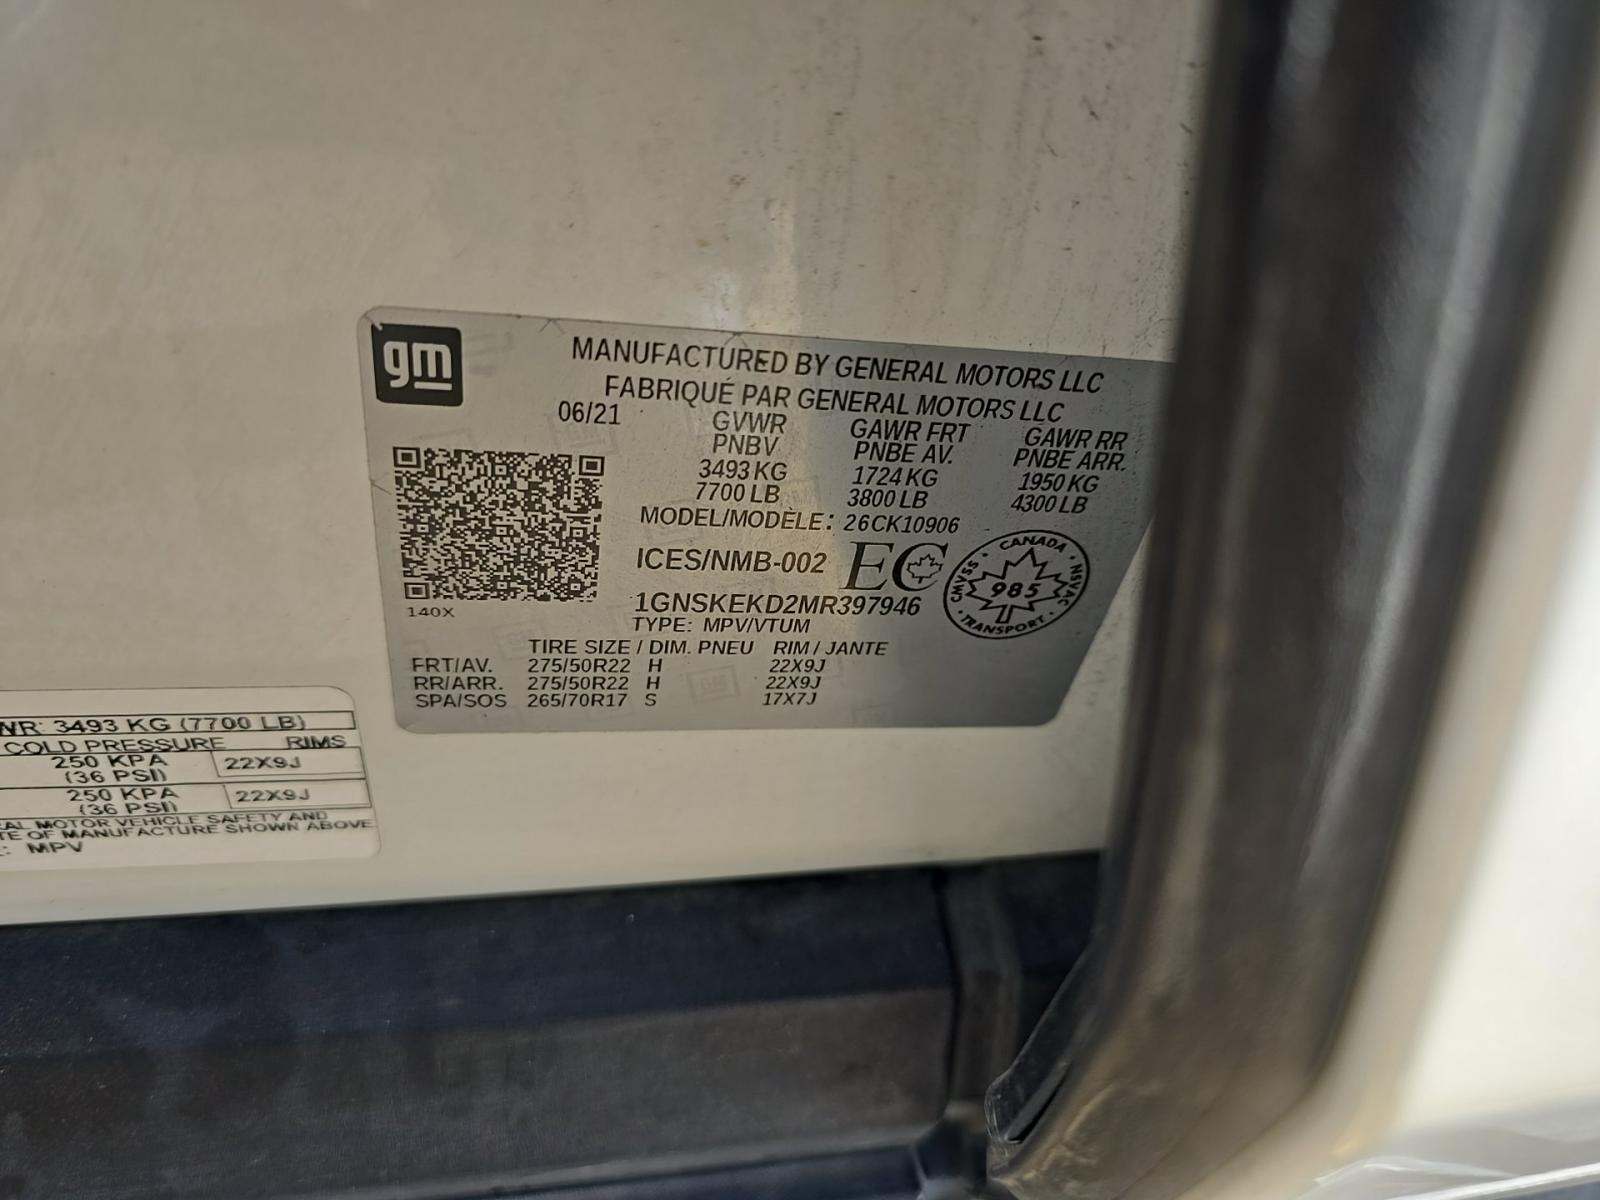 gm
MANUFACTURED BY GENERAL MOTORS LLC
FABRIQUÉ PAR GENERAL MOTORS LLC
06/21
GVWR GAWR FRT GAWR RR
PNBV PNBE AV. PNBE ARR.
3493 KG 1724 KG 1950 KG
7700 LB 3800 LB 4300 LB
MODEL/MODÈLE: 26CK10906
ICES/NMB-002 EC
CANADA
CMVSS · NSVAC
985
TRANSPORT
1GNSKEKD2MR397946
140X
TYPE: MPV/VTUM
TIRE SIZE / DIM. PNEU RIM / JANTE
FRT/AV. 275/50R22 H 22X9J
RR/ARR. 275/50R22 H 22X9J
SPA/SOS 265/70R17 S 17X7J
WR: 3493 KG (7700 LB)
COLD PRESSURE RIMS
250 KPA 22X9J
(36 PSI)
250 KPA 22X9J
(36 PSI)
AL MOTOR VEHICLE SAFETY AND
TE OF MANUFACTURE SHOWN ABOVE
: MPV